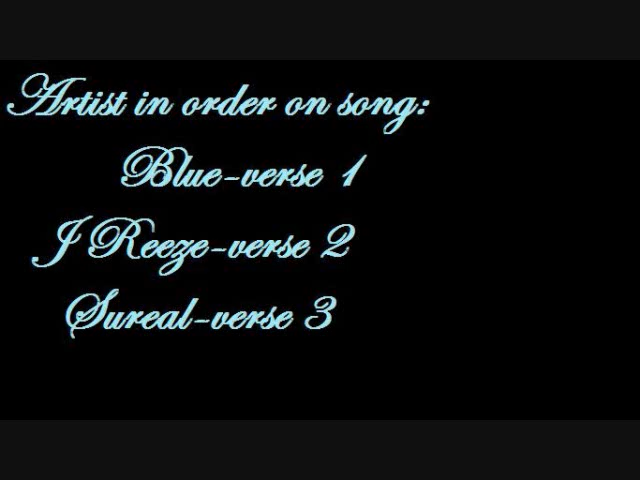 Artist in order on song:
Blue-verse 1
J Reeze-verse 2
Sureal-verse 3